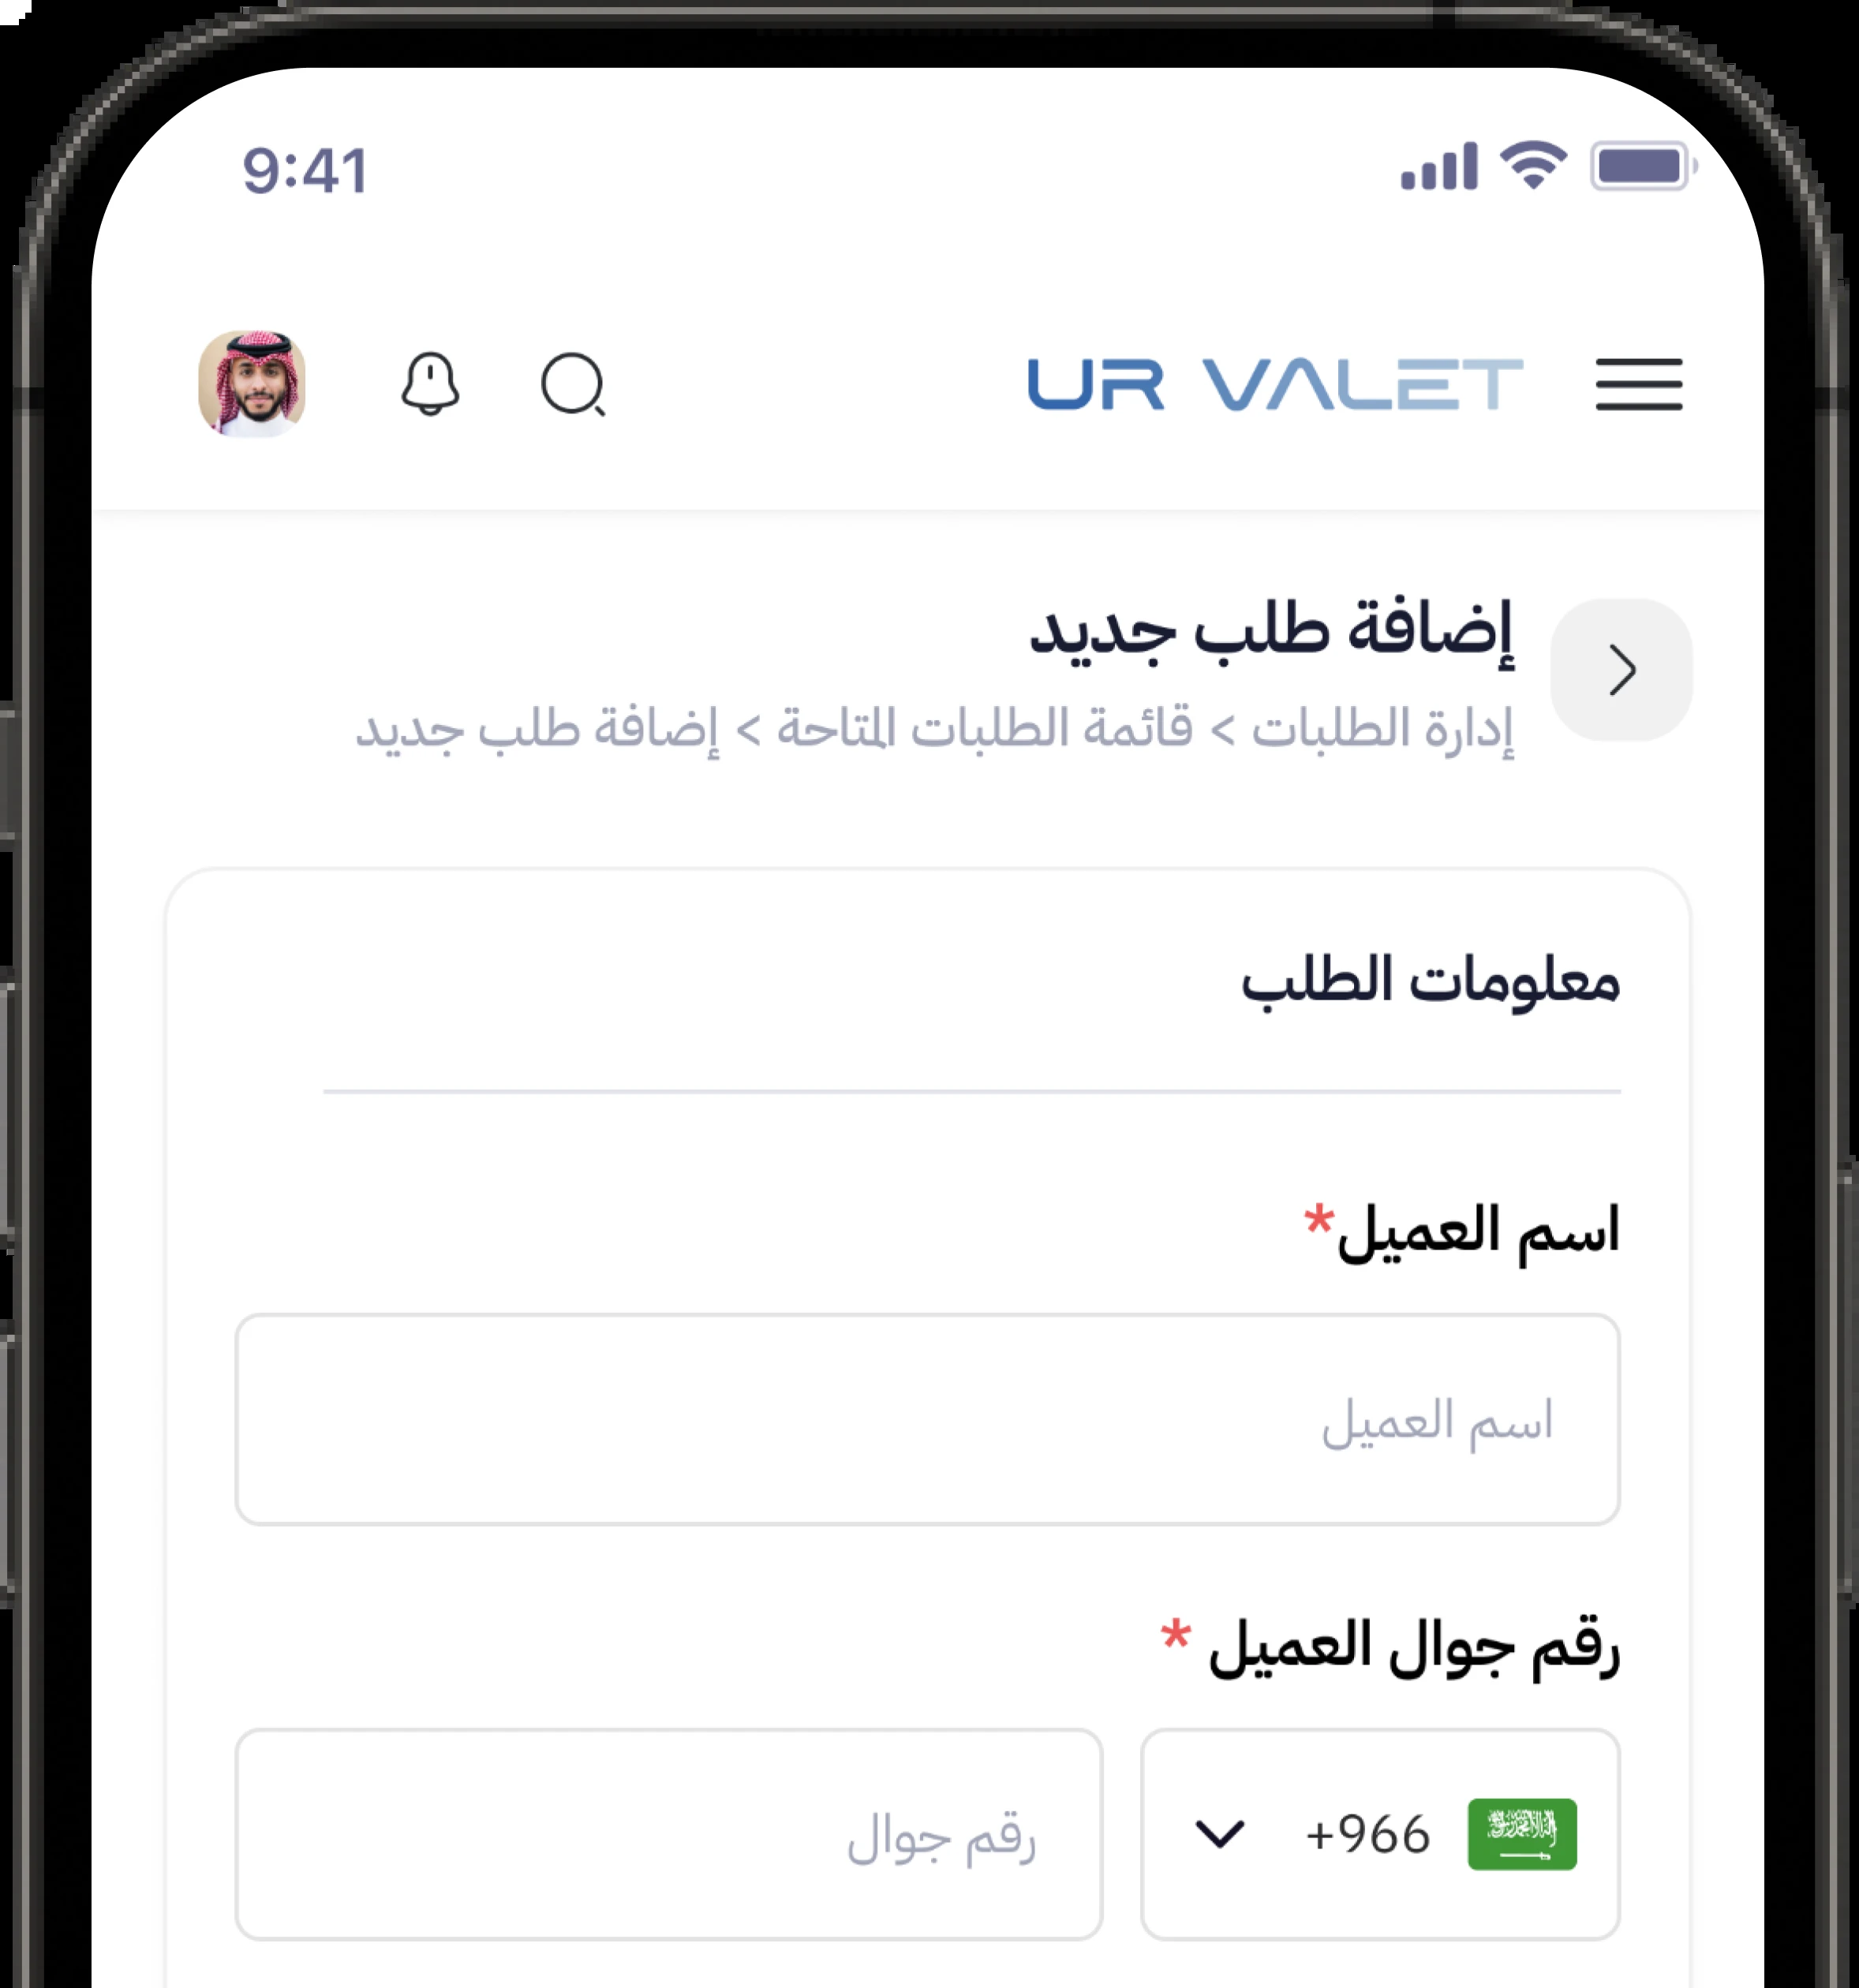 9:41
UR VALET
إضافة طلب جديد
إدارة الطلبات > قائمة الطلبات المتاحة > إضافة طلب جديد
معلومات الطلب
اسم العميل*
اسم العميل
رقم جوال العميل *
+966
رقم جوال